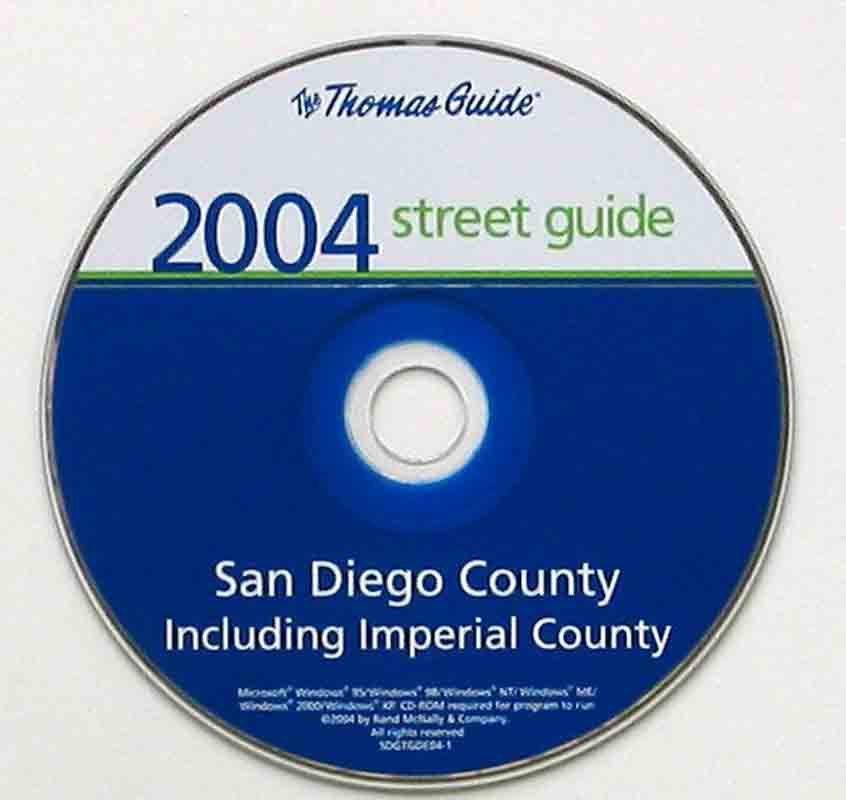 The Thomas Guide®
2004 street guide
San Diego County
Including Imperial County
Microsoft® Windows® 95/Windows® 98/Windows® NT/Windows® ME/
Windows® 2000/Windows® XP. CD-ROM required for program to run
©2004 by Rand McNally & Company.
All rights reserved
SDGTGDE04-1